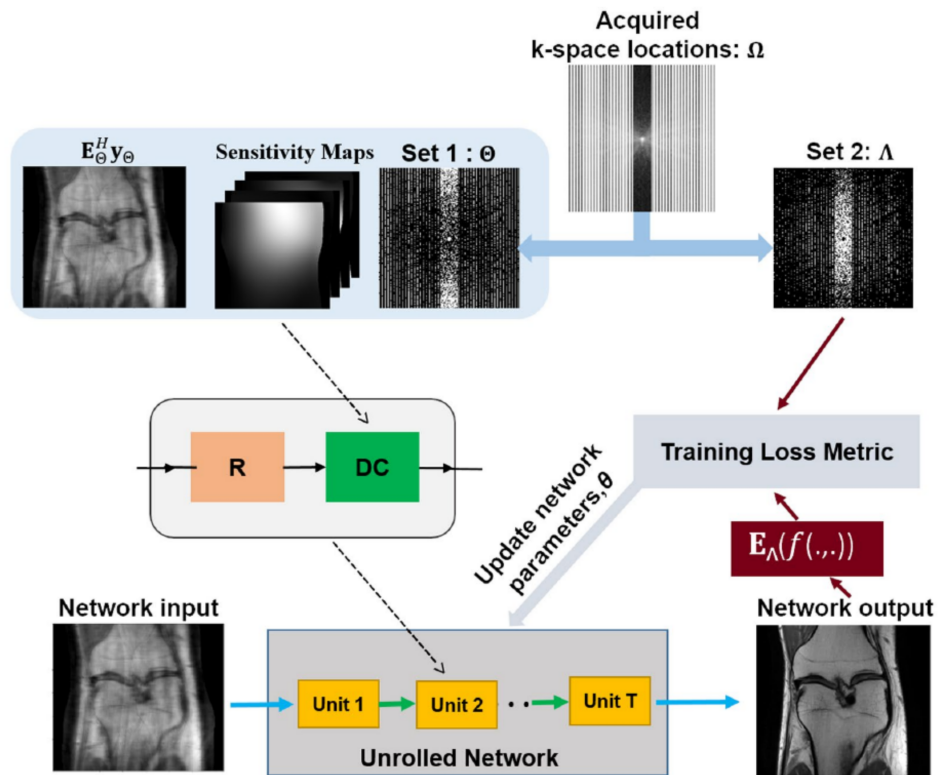 Acquired
k-space locations: Ω
E_Θ^H y_Θ
Sensitivity Maps
Set 1 : Θ
Set 2: Λ
R
DC
Training Loss Metric
Update network
parameters,θ
E_Λ(f(.,.))
Network input
Network output
Unit 1
Unit 2
· ·
Unit T
Unrolled Network